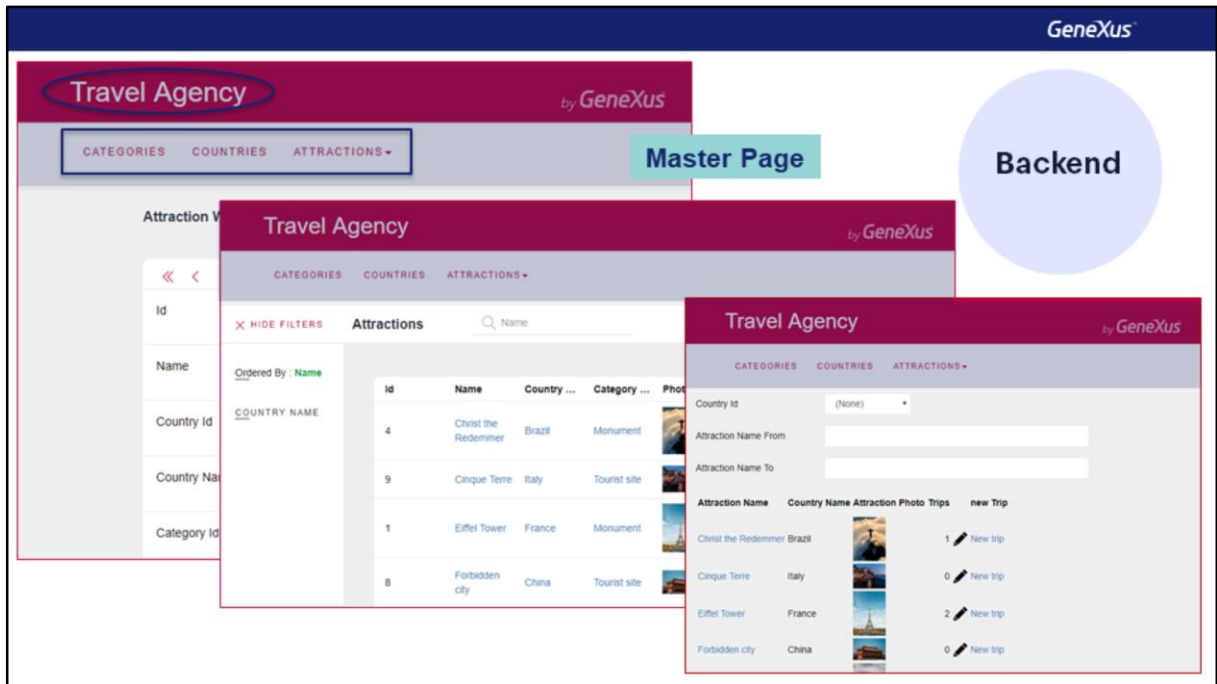 GeneXus
Travel Agency
by GeneXus
CATEGORIES COUNTRIES ATTRACTIONS
Master Page
Backend
Attraction W
Id
Name
Country Id
Country Na
Category Id
Travel Agency
by GeneXus
CATEGORIES COUNTRIES ATTRACTIONS
HIDE FILTERS Attractions Name
Ordered By : Name
COUNTRY NAME
Id Name Country ... Category ... Phot
4 Christ the Redemmer Brazil Monument
9 Cinque Terre Italy Tourist site
1 Eiffel Tower France Monument
8 Forbidden city China Tourist site
Travel Agency
by GeneXus
CATEGORIES COUNTRIES ATTRACTIONS
Country Id (None)
Attraction Name From
Attraction Name To
Attraction Name Country Name Attraction Photo Trips new Trip
Christ the Redemmer Brazil 1 New trip
Cinque Terre Italy 0 New trip
Eiffel Tower France 2 New trip
Forbidden city China 0 New trip